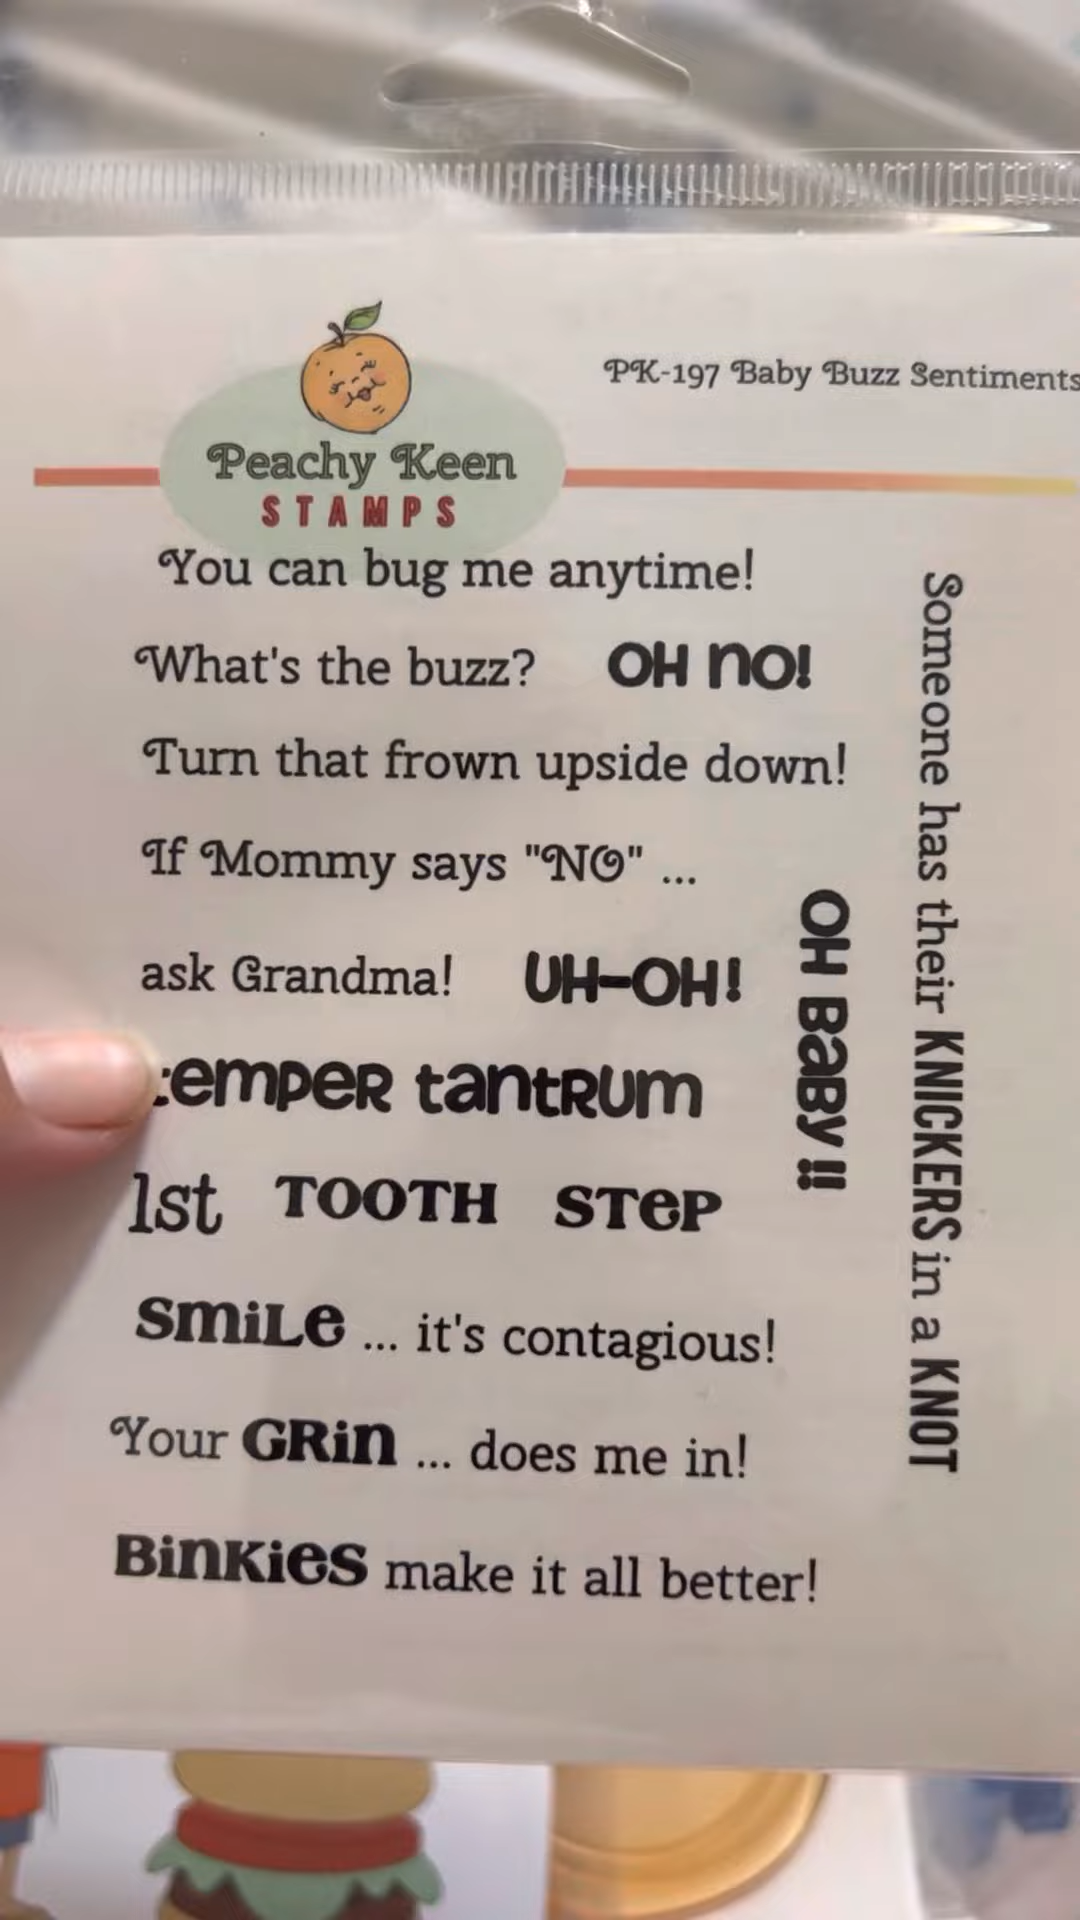 PK-197 Baby Buzz Sentiments
Peachy Keen
STAMPS
You can bug me anytime!
What's the buzz? OH no!
Turn that frown upside down!
If Mommy says "NO" ...
ask Grandma! UH-OH!
temper tantrum
1st TOOTH STeP
SmiLe ... it's contagious!
Your GRin ... does me in!
BinKieS make it all better!
OH BaBy!!
Someone has their KNICKERS in a KNOT